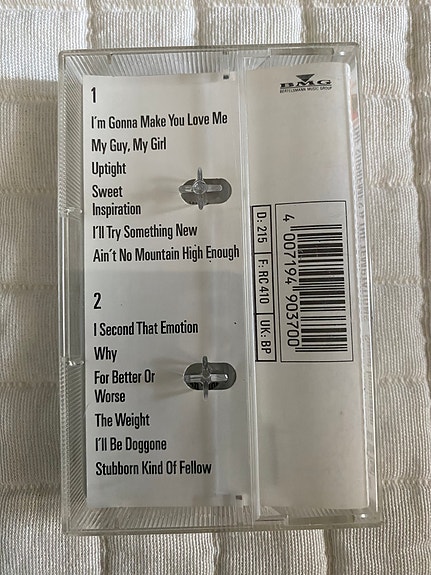 1
I'm Gonna Make You Love Me
My Guy, My Girl
Uptight
Sweet
Inspiration
I'll Try Something New
Ain't No Mountain High Enough
2
I Second That Emotion
Why
For Better Or
Worse
The Weight
I'll Be Doggone
Stubborn Kind Of Fellow
BMG
BERTELSMANN MUSIC GROUP
D: 215 F: RC 410 UK: BP
4 007194 903700